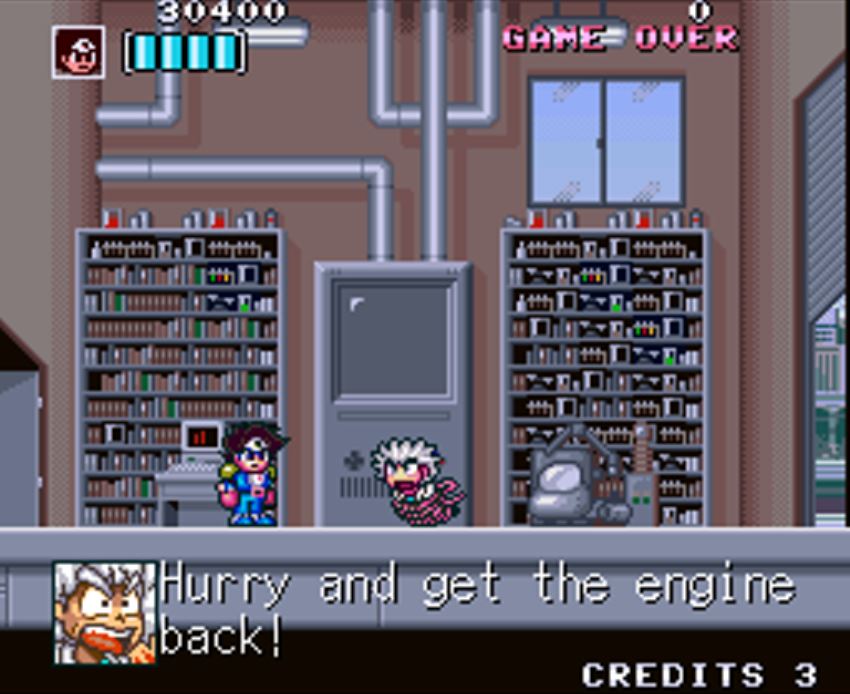 30400
0
GAME OVER
Hurry and get the engine
back!
CREDITS 3